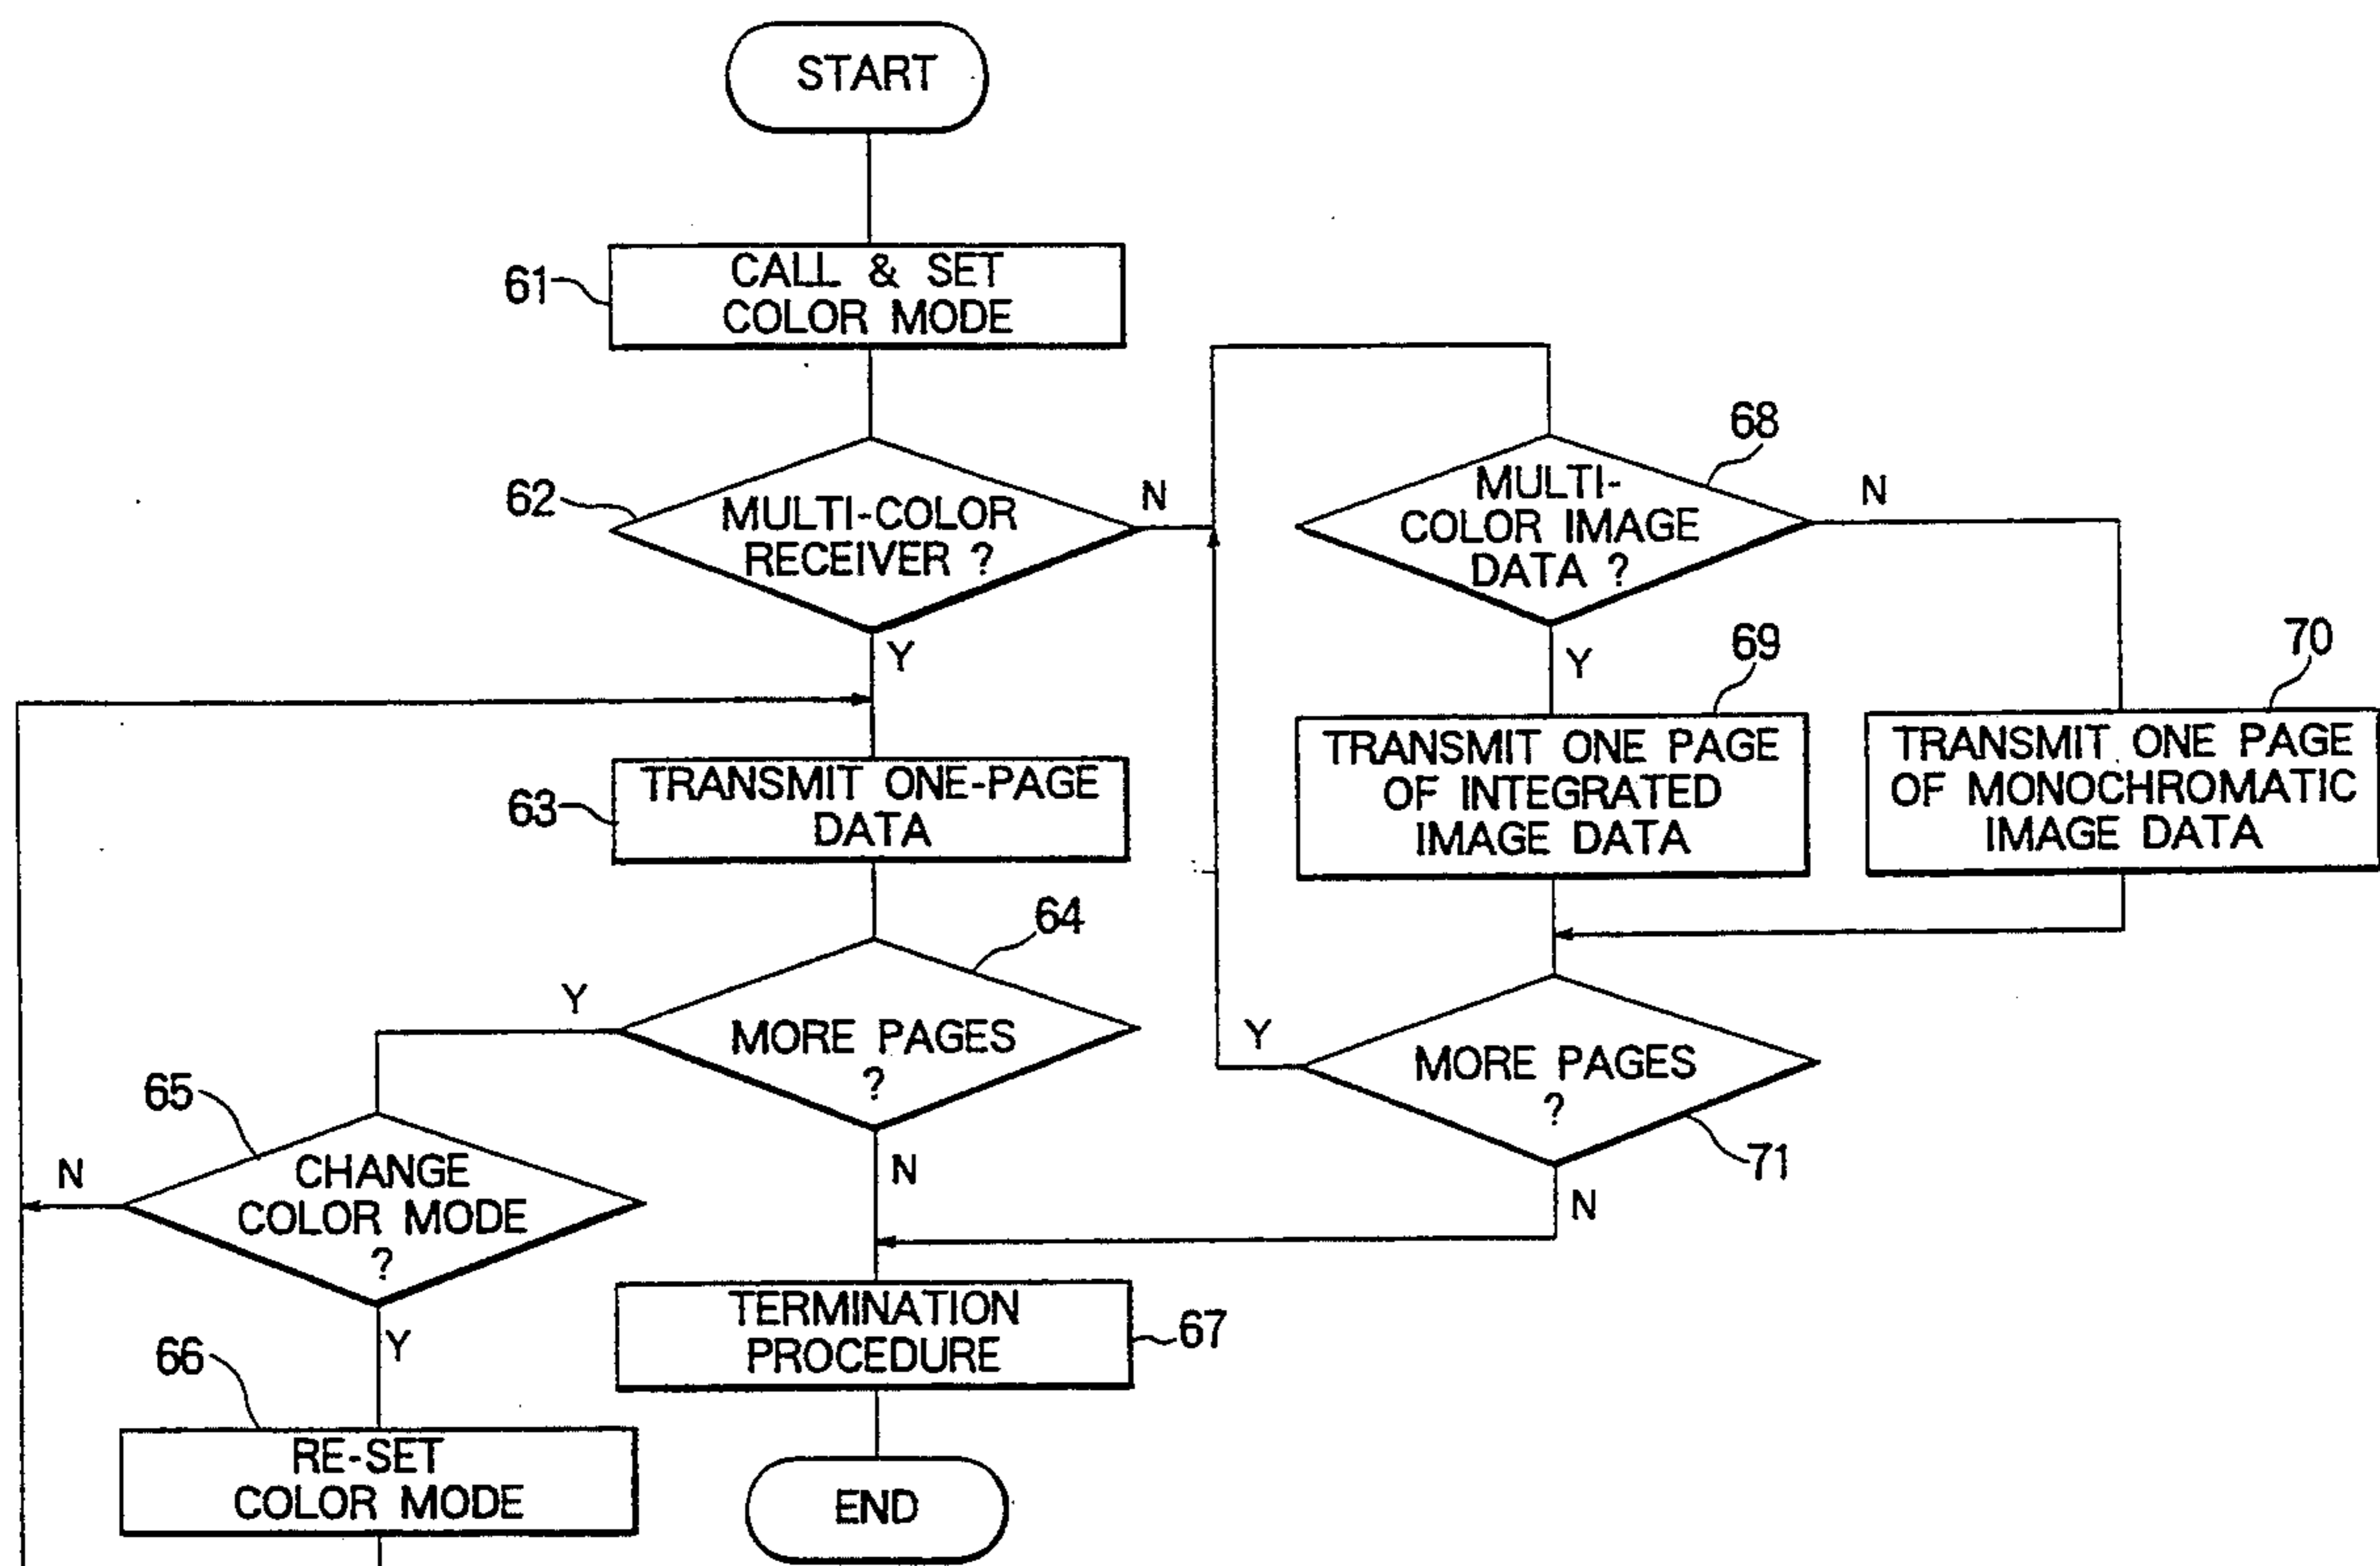 START
61
CALL & SET
COLOR MODE
62
MULTI-COLOR
RECEIVER ?
N
Y
68
MULTI-
COLOR IMAGE
DATA ?
N
Y
69
TRANSMIT ONE PAGE
OF INTEGRATED
IMAGE DATA
70
TRANSMIT ONE PAGE
OF MONOCHROMATIC
IMAGE DATA
63
TRANSMIT ONE-PAGE
DATA
64
MORE PAGES
?
Y
N
71
MORE PAGES
?
Y
N
65
CHANGE
COLOR MODE
?
N
Y
66
RE-SET
COLOR MODE
67
TERMINATION
PROCEDURE
END